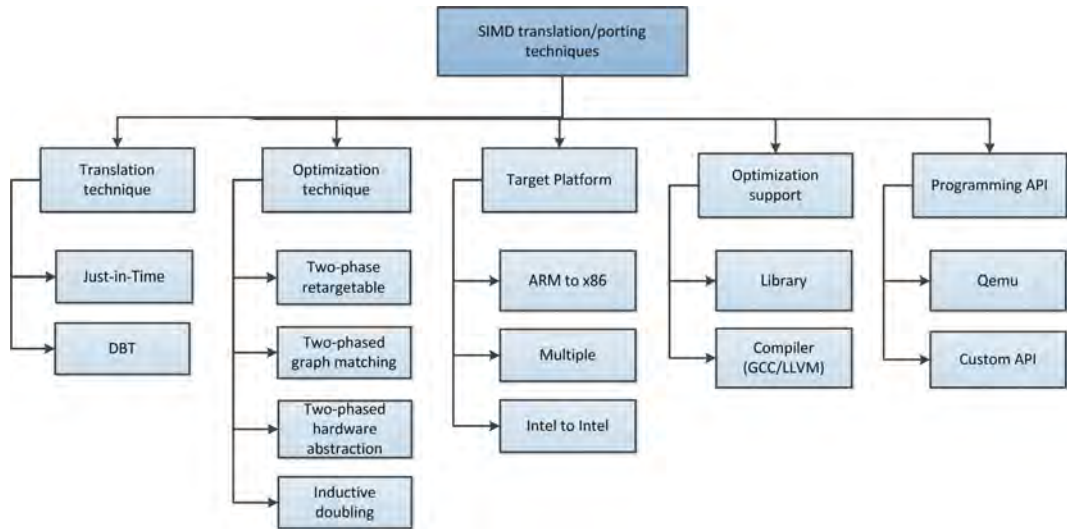 SIMD translation/porting
techniques
Translation
technique
Just-in-Time
DBT
Optimization
technique
Two-phase
retargetable
Two-phased
graph matching
Two-phased
hardware
abstraction
Inductive
doubling
Target Platform
ARM to x86
Multiple
Intel to Intel
Optimization
support
Library
Compiler
(GCC/LLVM)
Programming API
Qemu
Custom API